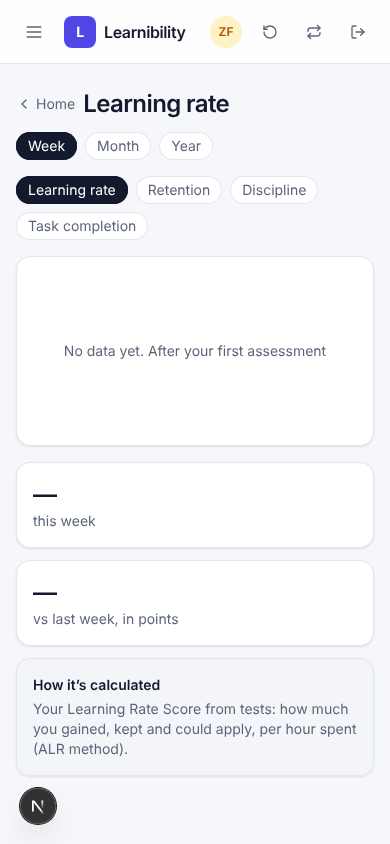 L Learnibility ZF
Home Learning rate
Week Month Year
Learning rate Retention Discipline
Task completion
No data yet. After your first assessment
—
this week
—
vs last week, in points
How it’s calculated
Your Learning Rate Score from tests: how much
you gained, kept and could apply, per hour spent
(ALR method).
N